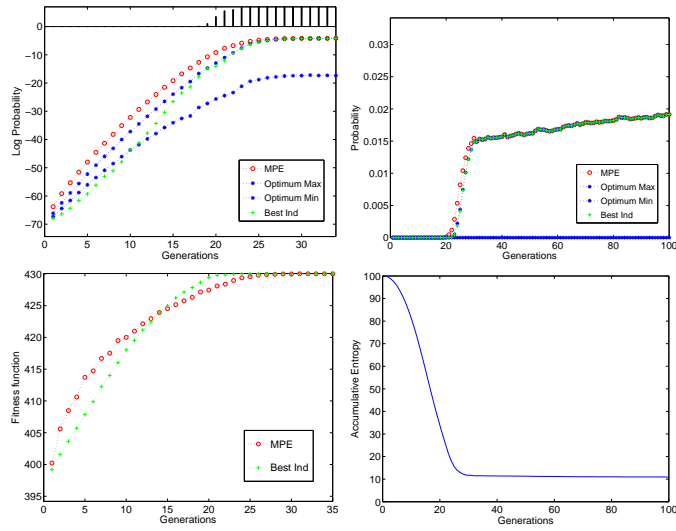 5
0
0
−10
−20
−30
−40
−50
−60
−70
Log Probability
0 5 10 15 20 25 30
Generations
MPE
Optimum Max
Optimum Min
Best Ind
0.03
0.025
0.02
0.015
0.01
0.005
0
Probability
0 20 40 60 80 100
Generations
MPE
Optimum Max
Optimum Min
Best Ind
430
425
420
415
410
405
400
395
Fitness function
0 5 10 15 20 25 30 35
Generations
MPE
Best Ind
100
90
80
70
60
50
40
30
20
10
0
Accumulative Entropy
0 20 40 60 80 100
Generations